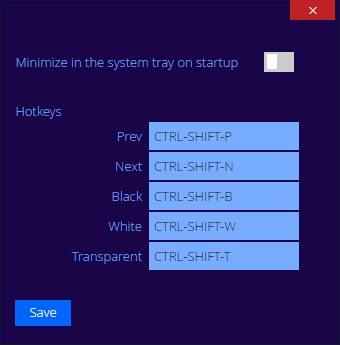 Minimize in the system tray on startup
Hotkeys
Prev CTRL-SHIFT-P
Next CTRL-SHIFT-N
Black CTRL-SHIFT-B
White CTRL-SHIFT-W
Transparent CTRL-SHIFT-T
Save